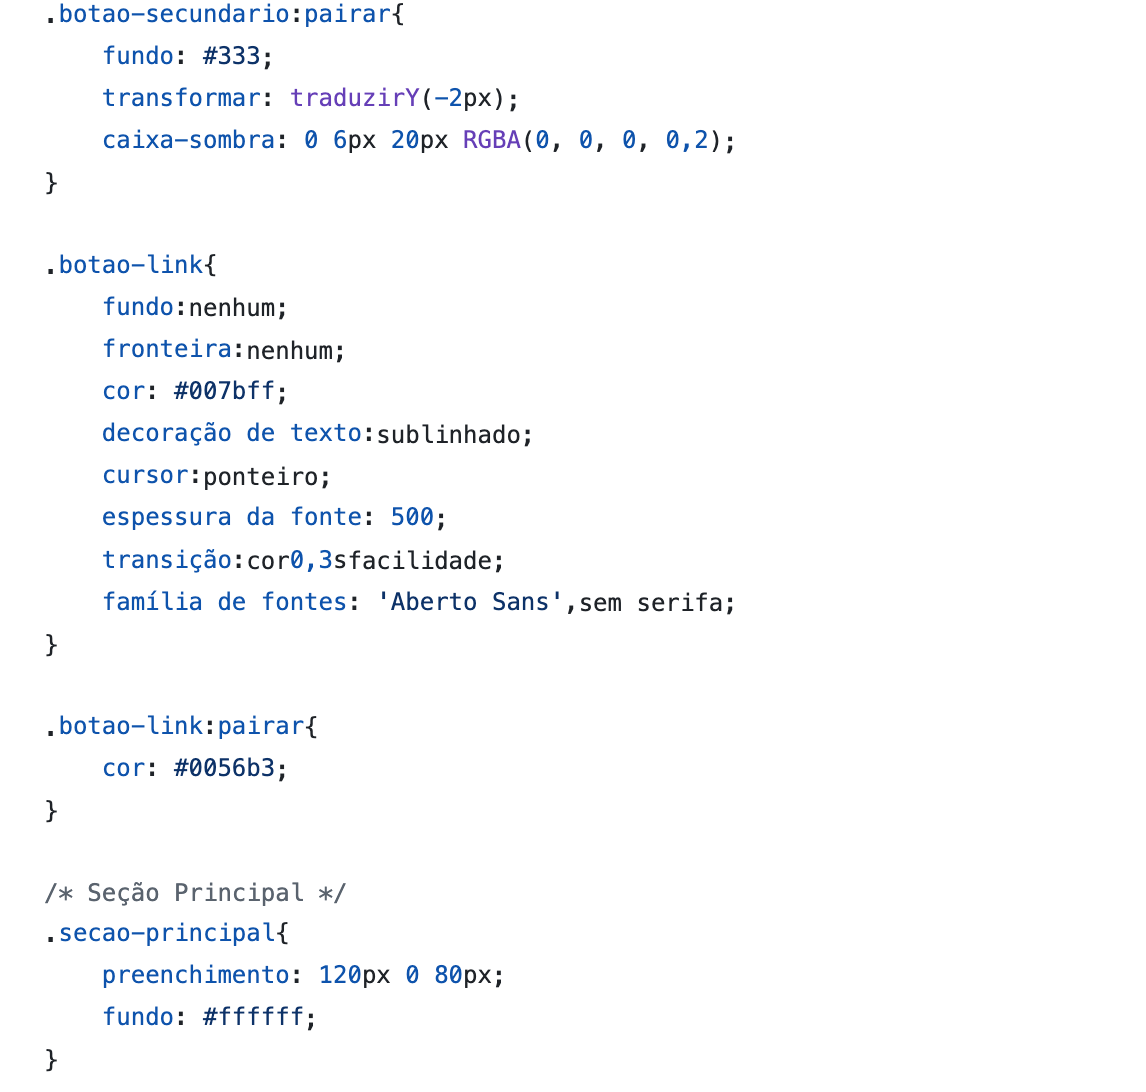 .botao-secundario:pairar{
    fundo: #333;
    transformar: traduzirY(-2px);
    caixa-sombra: 0 6px 20px RGBA(0, 0, 0, 0,2);
}

.botao-link{
    fundo:nenhum;
    fronteira:nenhum;
    cor: #007bff;
    decoração de texto:sublinhado;
    cursor:ponteiro;
    espessura da fonte: 500;
    transição:cor0,3sfacilidade;
    família de fontes: 'Aberto Sans',sem serifa;
}

.botao-link:pairar{
    cor: #0056b3;
}

/* Seção Principal */
.secao-principal{
    preenchimento: 120px 0 80px;
    fundo: #ffffff;
}